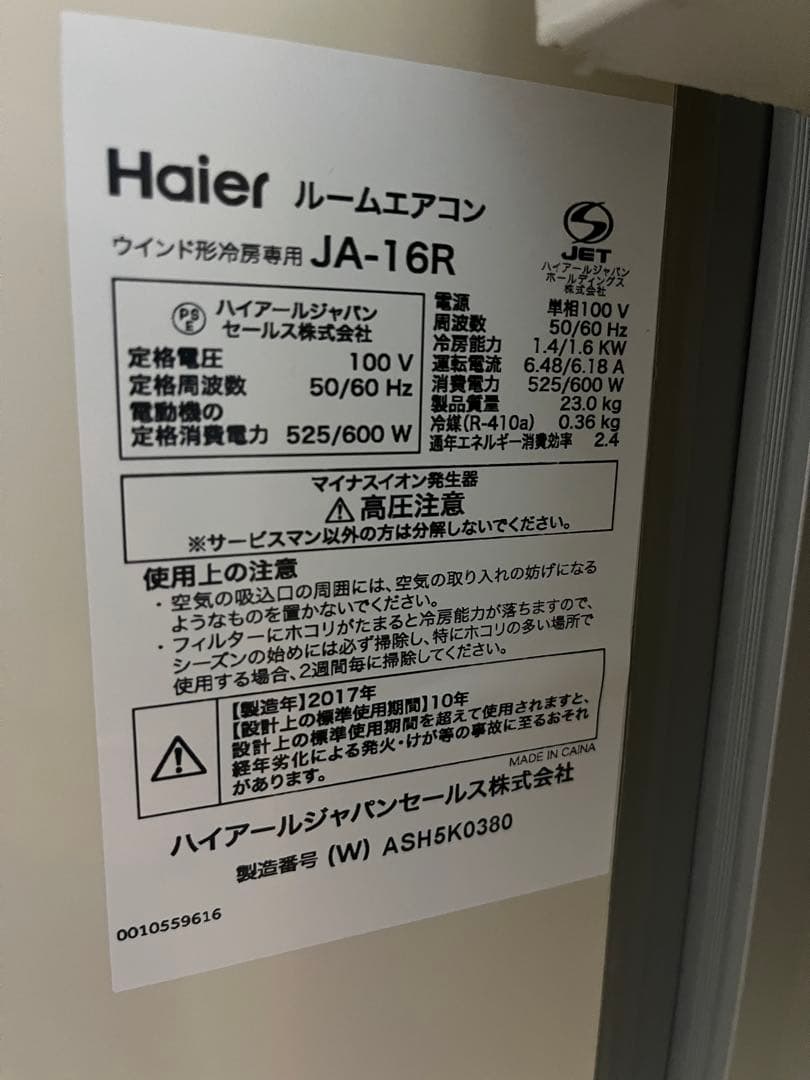 Haier ルームエアコン
ウインド形冷房専用 JA-16R
JET
ハイアールジャパン
ホールディングス
株式会社
PS
E
ハイアールジャパン
セールス株式会社
定格電圧 100 V
定格周波数 50/60 Hz
電動機の
定格消費電力 525/600 W
電源 単相100 V
周波数 50/60 Hz
冷房能力 1.4/1.6 KW
運転電流 6.48/6.18 A
消費電力 525/600 W
製品質量 23.0 kg
冷媒(R-410a) 0.36 kg
通年エネルギー消費効率 2.4
マイナスイオン発生器
⚠高圧注意
※サービスマン以外の方は分解しないでください。
使用上の注意
・空気の吸込口の周囲には、空気の取り入れの妨げになる
ようなものを置かないでください。
・フィルターにホコリがたまると冷房能力が落ちますので、
シーズンの始めには必ず掃除し、特にホコリの多い場所で
使用する場合、2週間毎に掃除してください。
【製造年】2017年
【設計上の標準使用期間】10年
設計上の標準使用期間を超えて使用されますと、
経年劣化による発火・けが等の事故に至るおそれ
があります。
MADE IN CAINA
ハイアールジャパンセールス株式会社
製造番号 (W) ASH5K0380
0010559616